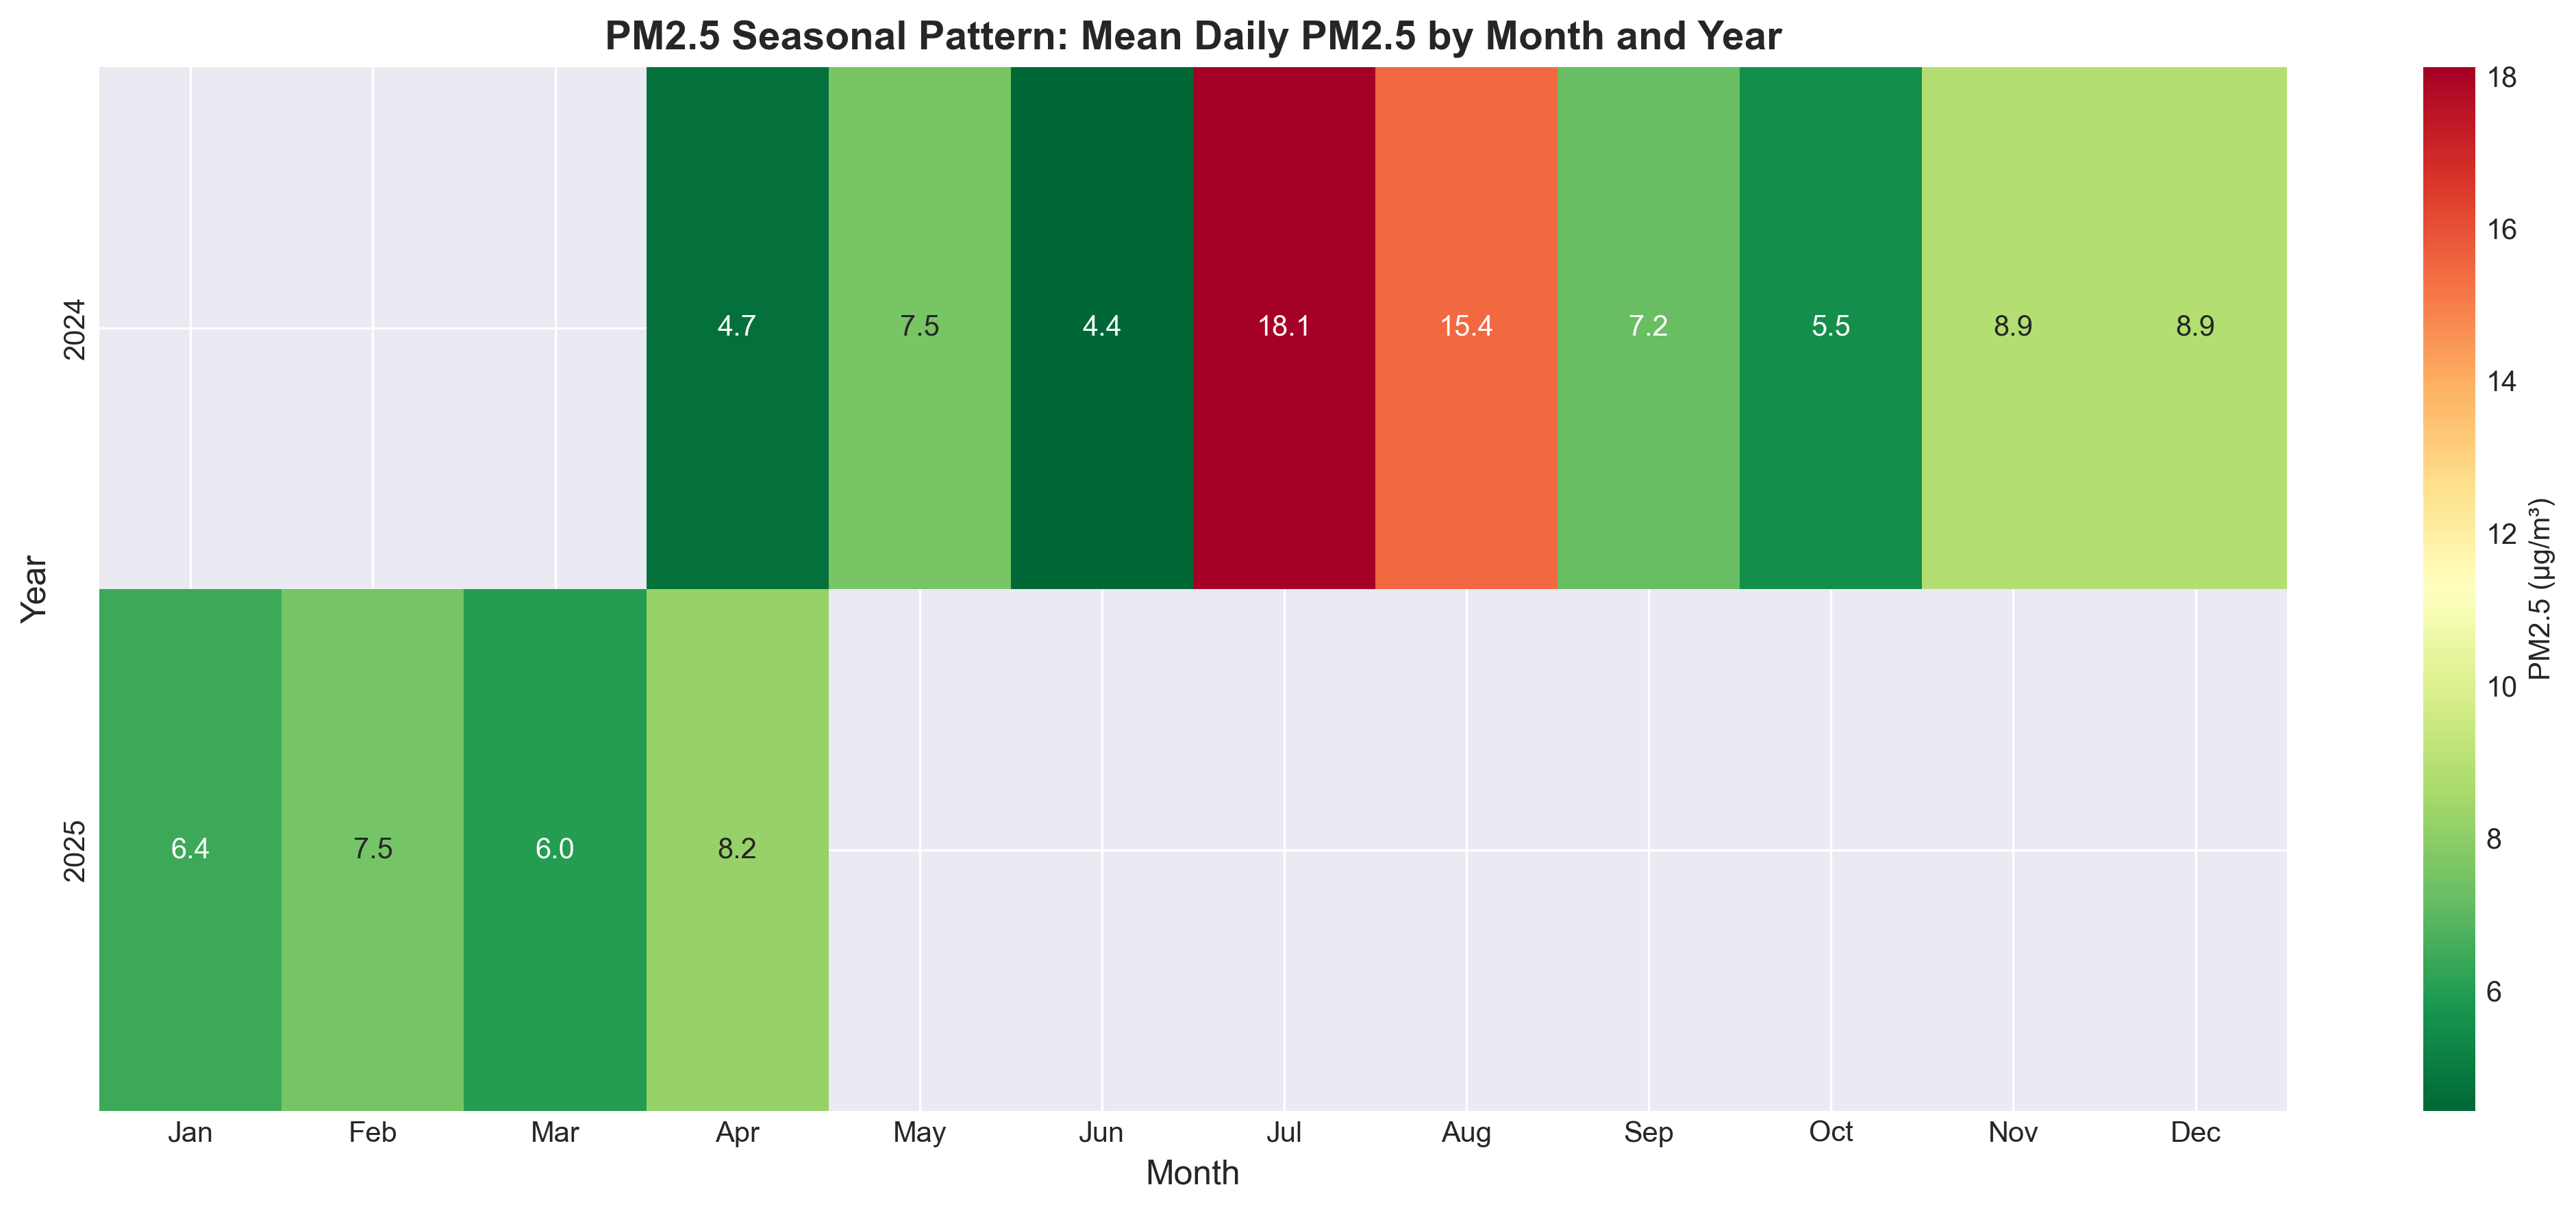 PM2.5 Seasonal Pattern: Mean Daily PM2.5 by Month and Year
Year
2024
4.7 7.5 4.4 18.1 15.4 7.2 5.5 8.9 8.9
2025
6.4 7.5 6.0 8.2
Jan Feb Mar Apr May Jun Jul Aug Sep Oct Nov Dec
Month
18
16
14
12
10
8
6
PM2.5 (µg/m³)